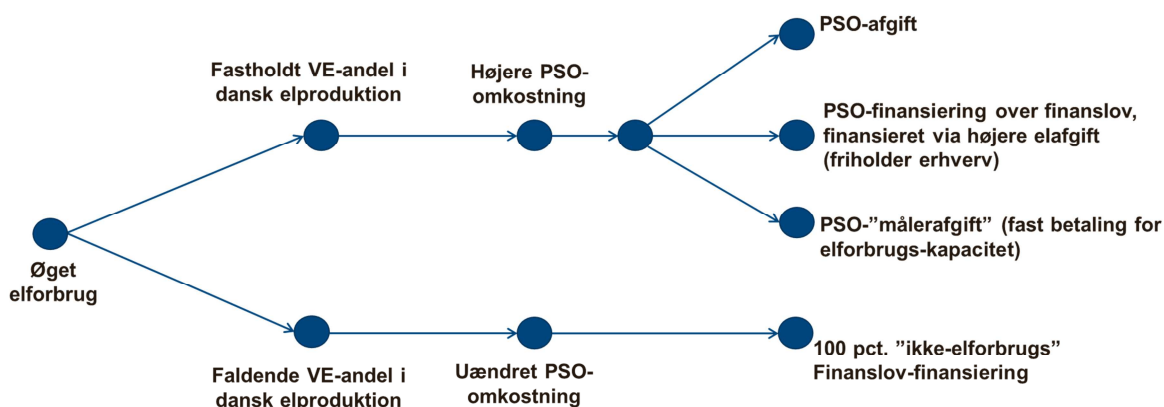 PSO-afgift
Fastholdt VE-andel i
dansk elproduktion
Højere PSO-
omkostning
PSO-finansiering over finanslov,
finansieret via højere elafgift
(friholder erhverv)
PSO-”målerafgift” (fast betaling for
elforbrugs-kapacitet)
Øget
elforbrug
Faldende VE-andel i
dansk elproduktion
Uændret PSO-
omkostning
100 pct. ”ikke-elforbrugs”
Finanslov-finansiering